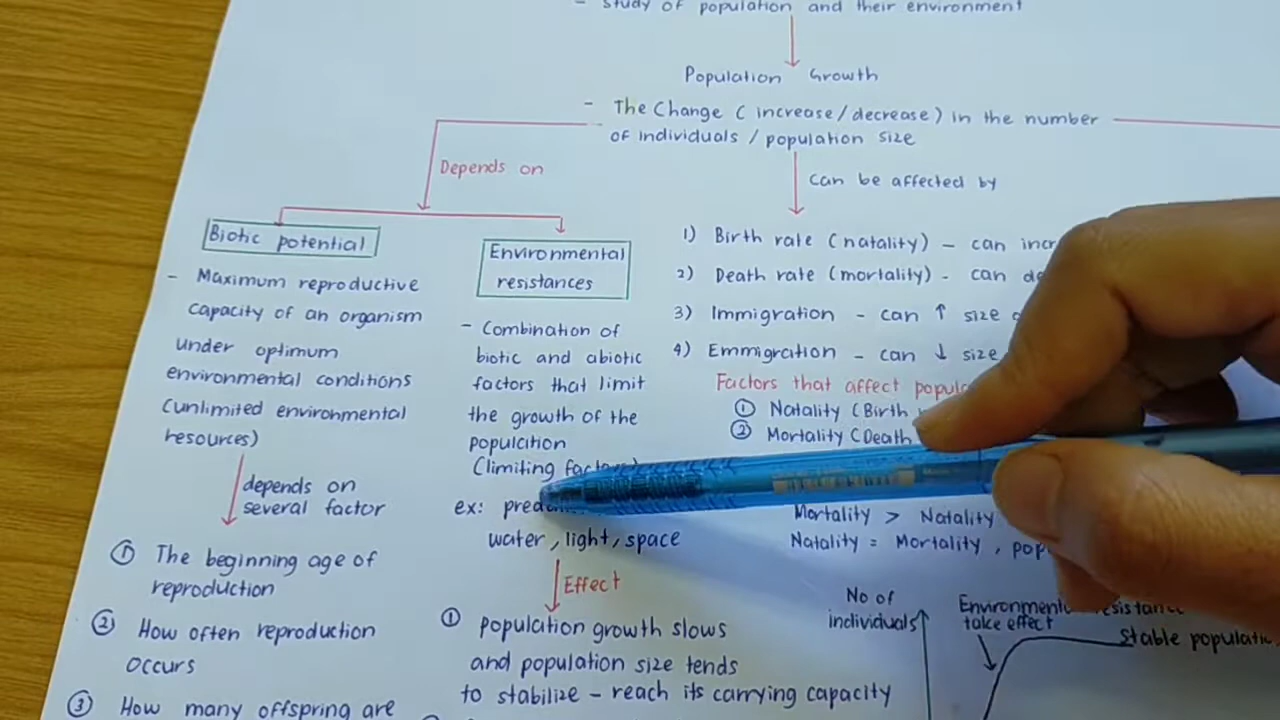 - study of population and their environment
Population Growth
- The Change (increase/decrease) in the number
of individuals / population size
Depends on
can be affected by
Biotic potential
- Maximum reproductive
capacity of an organism
under optimum
environmental conditions
(unlimited environmental
resources)
depends on
several factor
① The beginning age of
reproduction
② How often reproduction
occurs
③ How many offspring are
Environmental
resistances
- Combination of
biotic and abiotic
factors that limit
the growth of the
population
(limiting
ex:
water, light, space
Effect
① population growth slows
and population size tends
to stabilize - reach its carrying capacity
1) Birth rate (natality) - can
2) Death rate (mortality) - can
3) Immigration - can ↑ size
4) Emmigration - can ↓ size
Factors that affect
① Natality (Birth
② Mortality (Death
Mortality > Natality
Natality = Mortality,
No of
individuals
take effect
Stable